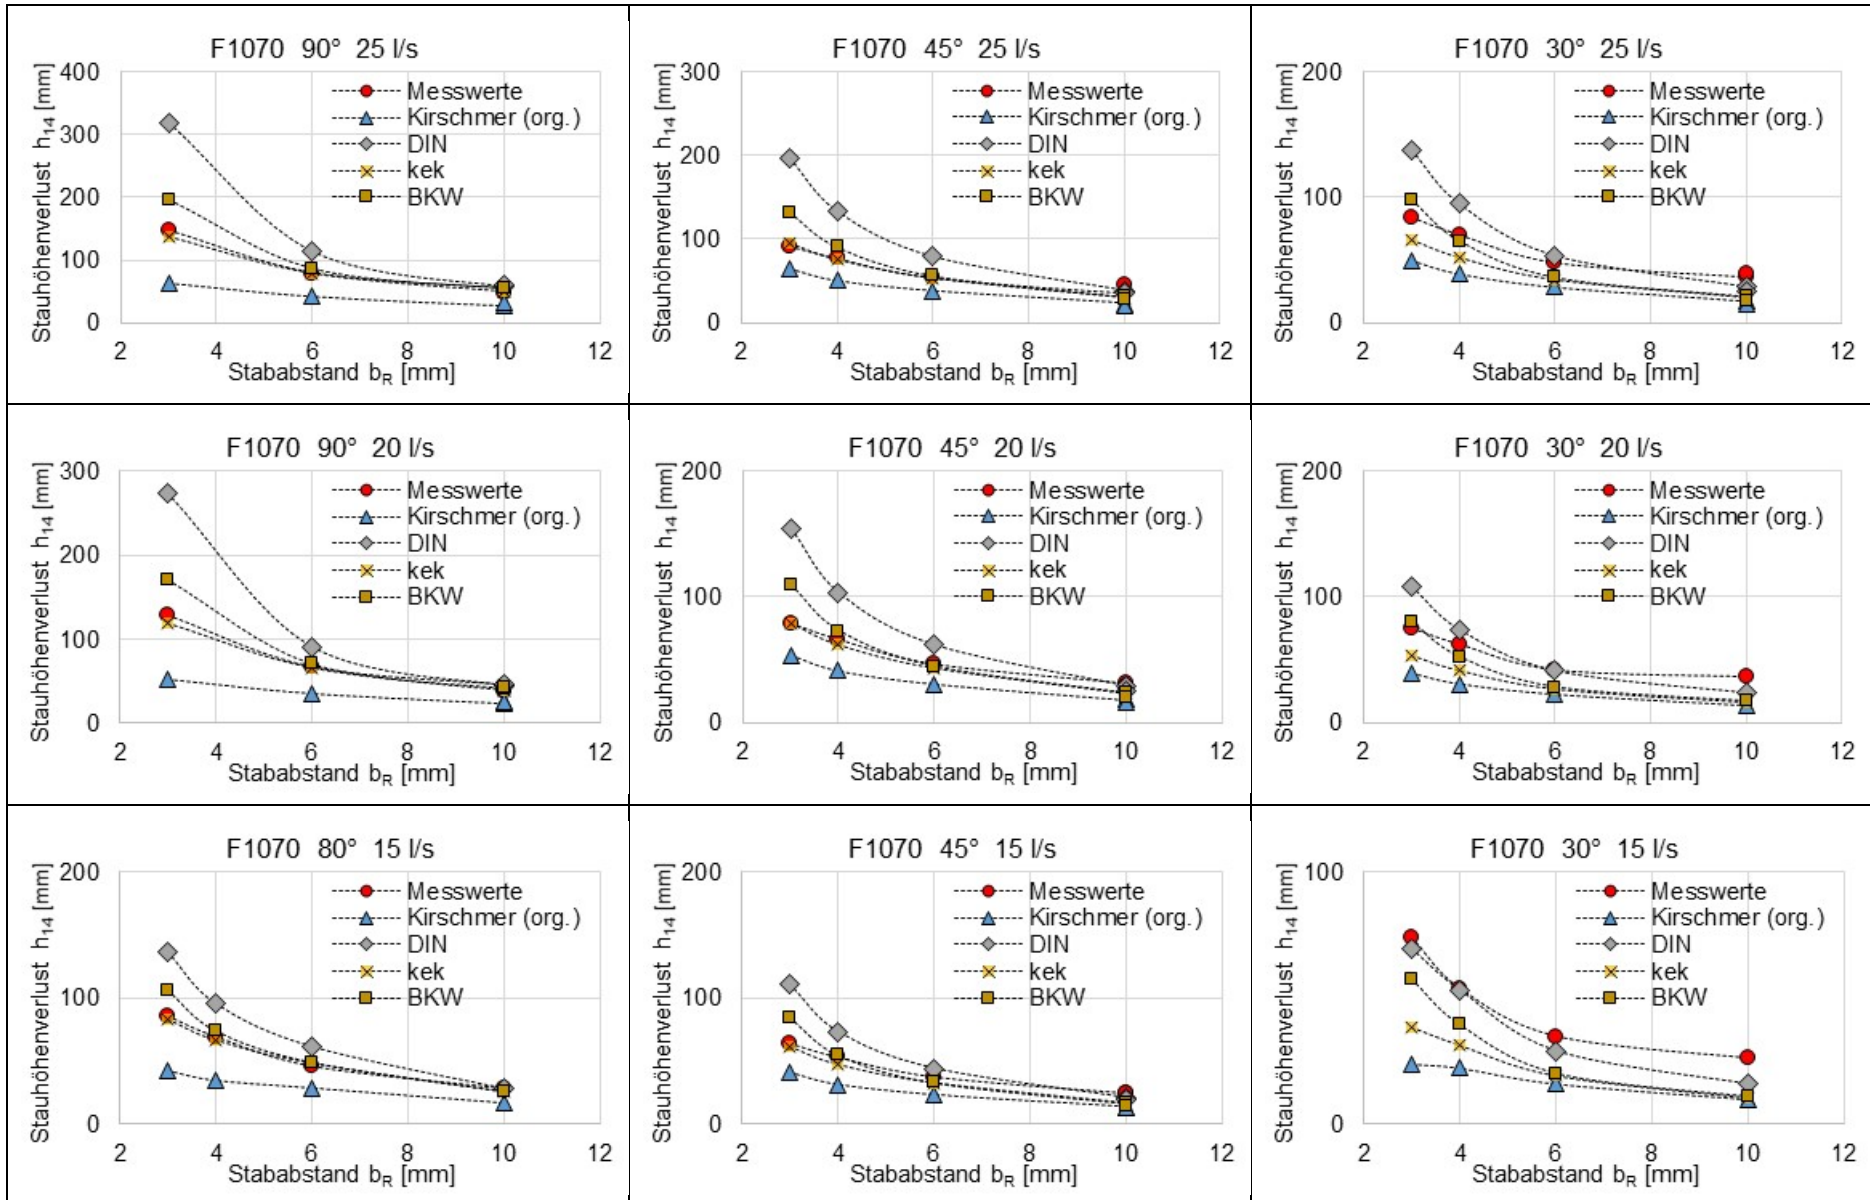 F1070 90° 25 l/s
Stauhöhenverlust h14 [mm]
400
300
200
100
0
Messwerte
Kirschmer (org.)
DIN
kek
BKW
2 4 6 8 10 12
Stababstand bR [mm]
F1070 45° 25 l/s
Stauhöhenverlust h14 [mm]
300
200
100
0
Messwerte
Kirschmer (org.)
DIN
kek
BKW
2 4 6 8 10 12
Stababstand bR [mm]
F1070 30° 25 l/s
Stauhöhenverlust h14 [mm]
200
100
0
Messwerte
Kirschmer (org.)
DIN
kek
BKW
2 4 6 8 10 12
Stababstand bR [mm]
F1070 90° 20 l/s
Stauhöhenverlust h14 [mm]
300
200
100
0
Messwerte
Kirschmer (org.)
DIN
kek
BKW
2 4 6 8 10 12
Stababstand bR [mm]
F1070 45° 20 l/s
Stauhöhenverlust h14 [mm]
200
100
0
Messwerte
Kirschmer (org.)
DIN
kek
BKW
2 4 6 8 10 12
Stababstand bR [mm]
F1070 30° 20 l/s
Stauhöhenverlust h14 [mm]
200
100
0
Messwerte
Kirschmer (org.)
DIN
kek
BKW
2 4 6 8 10 12
Stababstand bR [mm]
F1070 80° 15 l/s
Stauhöhenverlust h14 [mm]
200
100
0
Messwerte
Kirschmer (org.)
DIN
kek
BKW
2 4 6 8 10 12
Stababstand bR [mm]
F1070 45° 15 l/s
Stauhöhenverlust h14 [mm]
200
100
0
Messwerte
Kirschmer (org.)
DIN
kek
BKW
2 4 6 8 10 12
Stababstand bR [mm]
F1070 30° 15 l/s
Stauhöhenverlust h14 [mm]
100
0
Messwerte
Kirschmer (org.)
DIN
kek
BKW
2 4 6 8 10 12
Stababstand bR [mm]